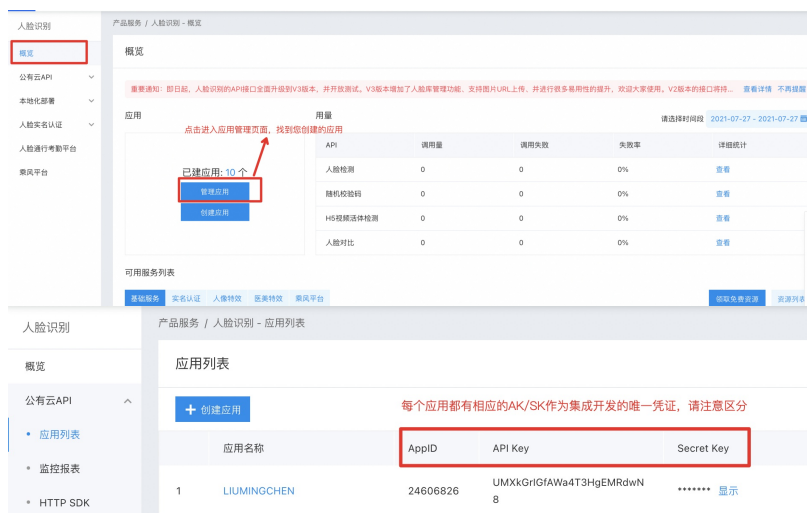 人脸识别
产品服务 / 人脸识别 - 概览
概览
概览
公有云API
本地化部署
人脸实名认证
人脸通行考勤平台
乘风平台
重要通知：即日起，人脸识别的API接口全面升级到V3版本，并开放测试。V3版本增加了人脸库管理功能、支持图片URL上传，并进行很多易用性的提升，欢迎大家使用。V2版本的接口将持... 查看详情 不再提醒
应用
点击进入应用管理页面，找到您创建的应用
已建应用: 10 个
管理应用
创建应用
用量
请选择时间段 2021-07-27 - 2021-07-27
API 调用量 调用失败 失败率 详细统计
人脸检测 0 0 0% 查看
随机校验码 0 0 0% 查看
H5视频活体检测 0 0 0% 查看
人脸对比 0 0 0% 查看
可用服务列表
基础服务 实名认证 人像特效 医美特效 乘风平台
领取免费资源 资源列表
人脸识别
产品服务 / 人脸识别 - 应用列表
概览
公有云API
应用列表
监控报表
HTTP SDK
应用列表
创建应用
每个应用都有相应的AK/SK作为集成开发的唯一凭证，请注意区分
应用名称 AppID API Key Secret Key
1 LIUMINGCHEN 24606826 UMXkGrIGfAWa4T3HgEMRdwN
8
******* 显示